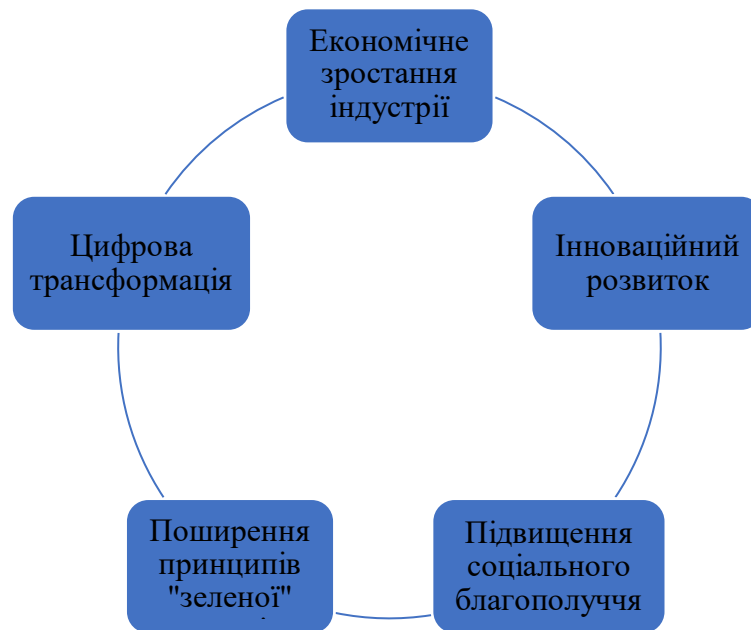 Економічне
зростання
індустрії
Інноваційний
розвиток
Підвищення
соціального
благополуччя
Поширення
принципів
"зеленої"
Цифрова
трансформація